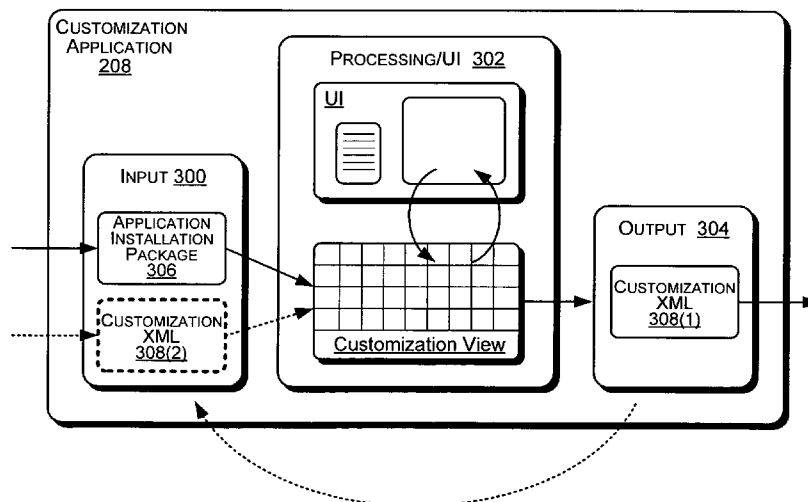 CUSTOMIZATION
APPLICATION
208
PROCESSING/UI 302
UI
INPUT 300
APPLICATION
INSTALLATION
PACKAGE
306
CUSTOMIZATION
XML
308(2)
Customization View
OUTPUT 304
CUSTOMIZATION
XML
308(1)